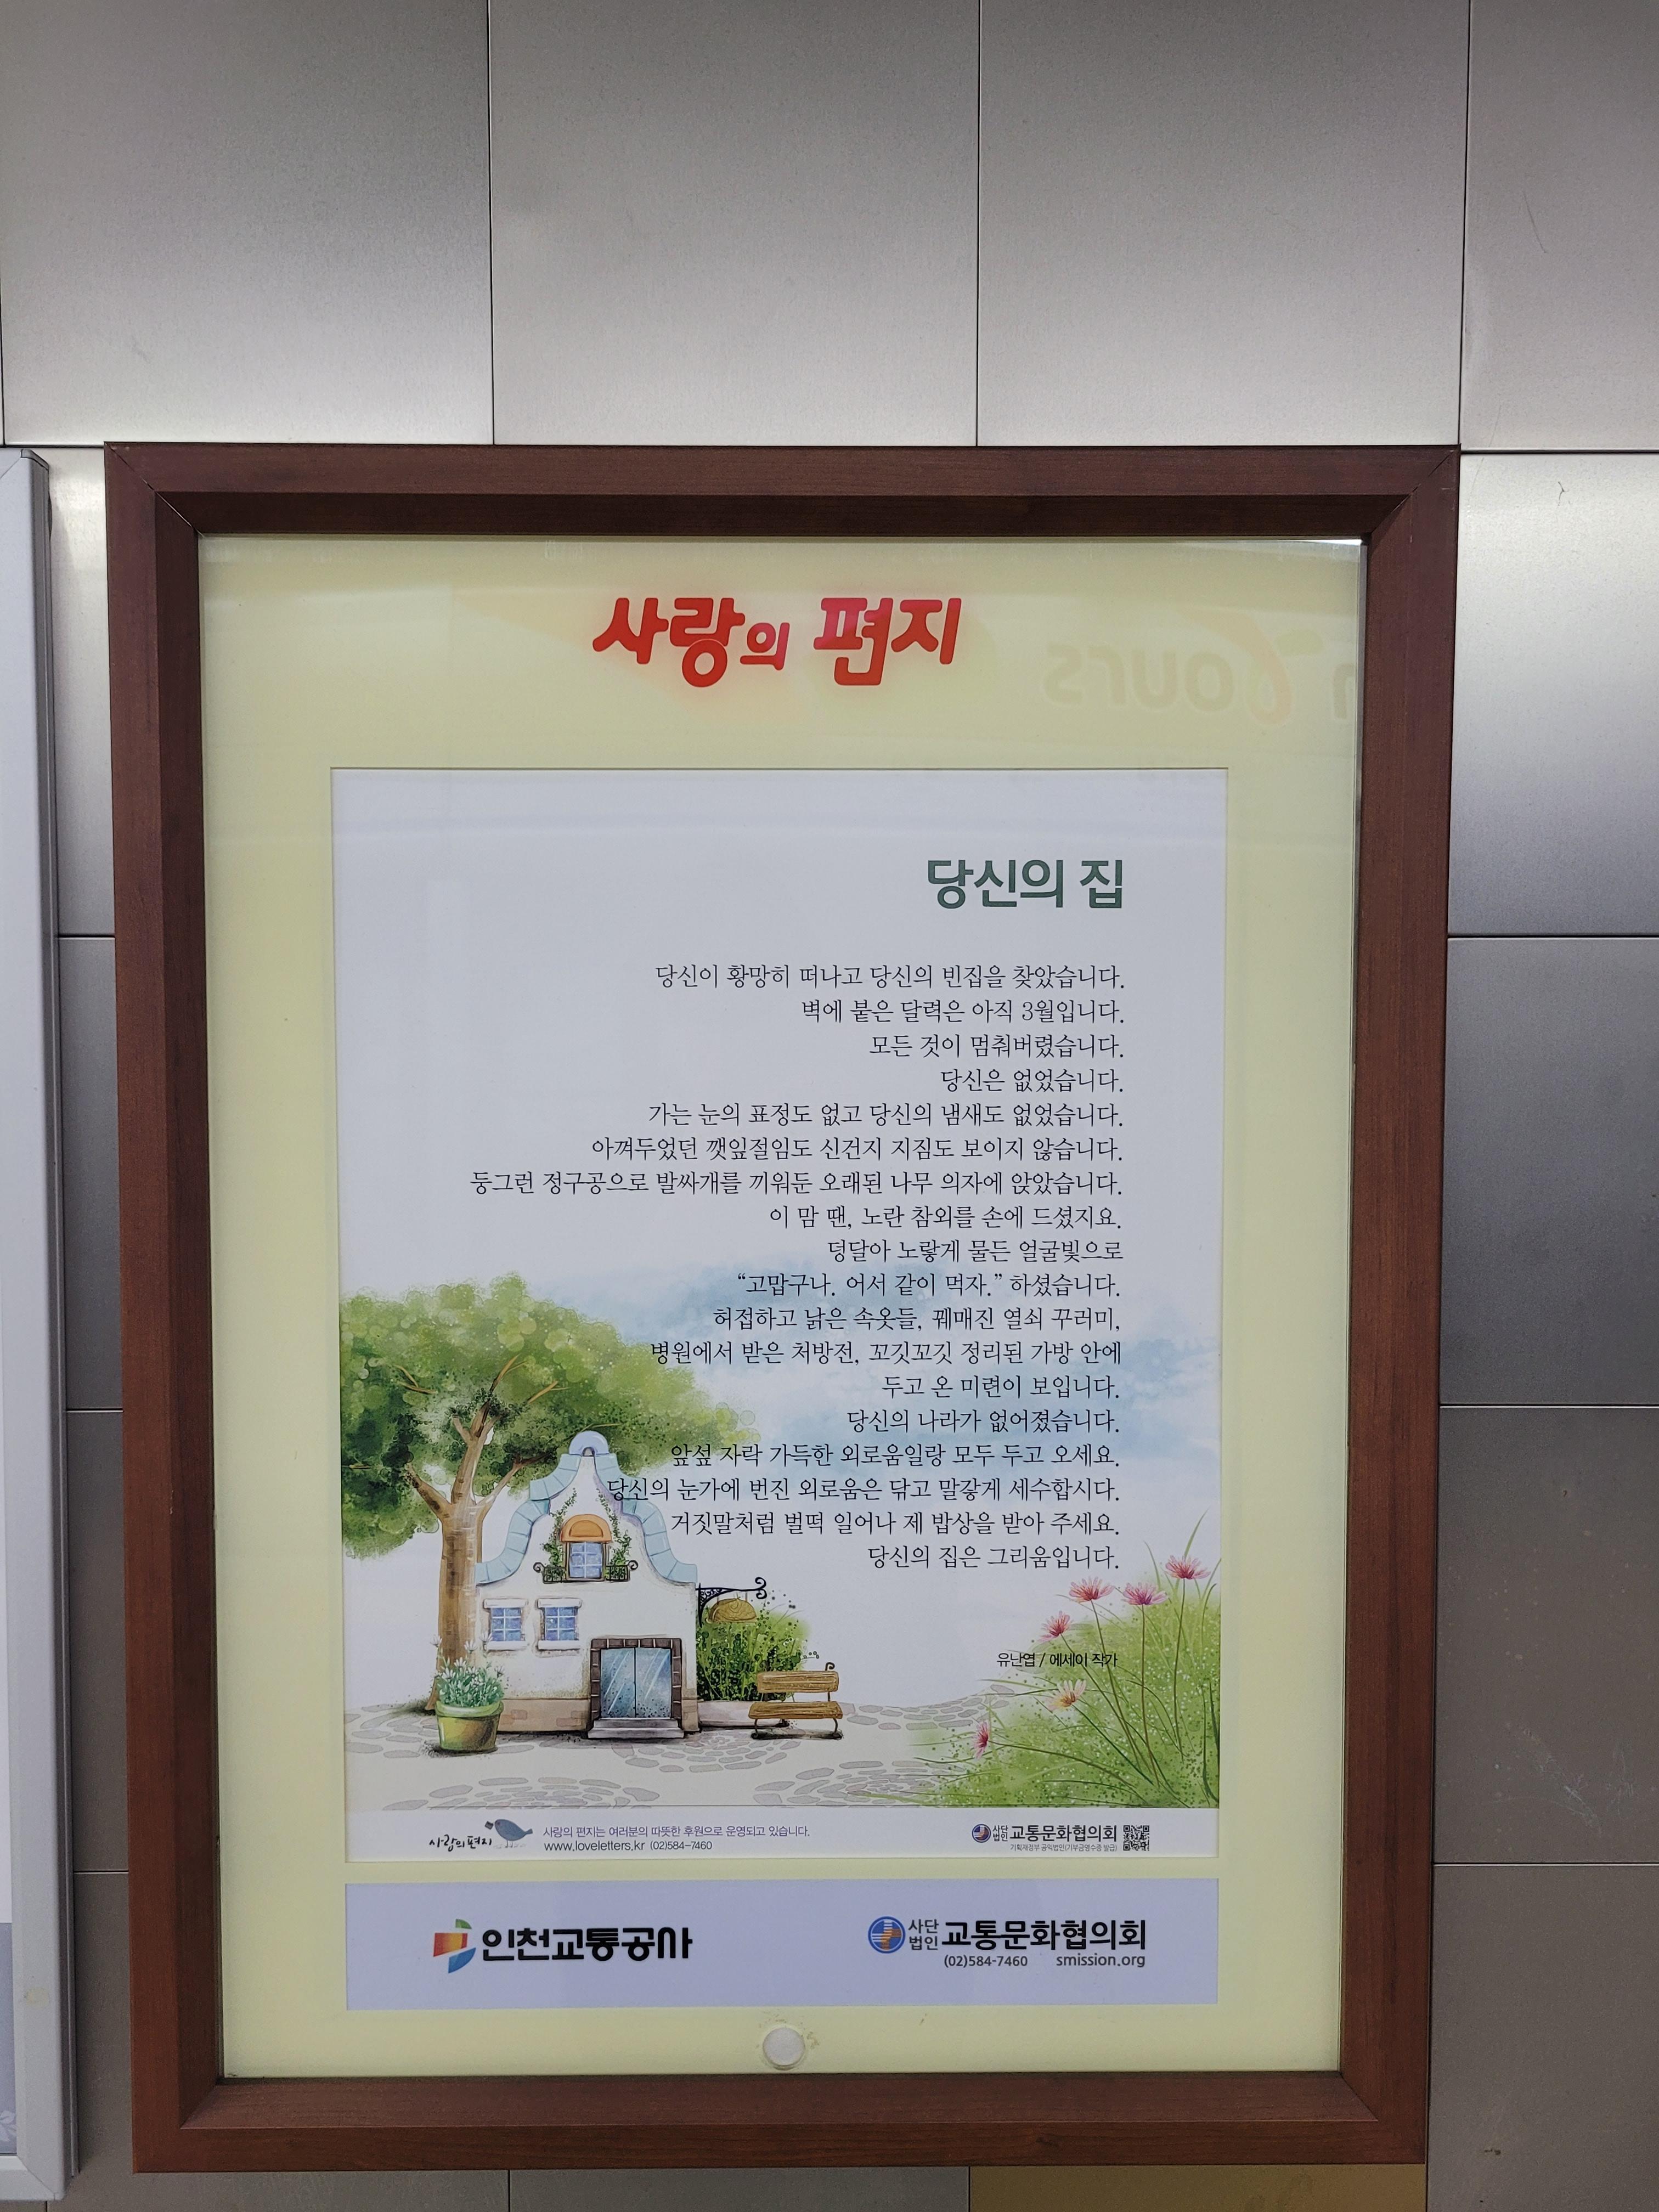 사랑의 편지
당신의 집
당신이 황망히 떠나고 당신의 빈집을 찾았습니다.
벽에 붙은 달력은 아직 3월입니다.
모든 것이 멈춰버렸습니다.
당신은 없었습니다.
가는 눈의 표정도 없고 당신의 냄새도 없었습니다.
아껴두었던 깻잎절임도 신건지 지짐도 보이지 않습니다.
둥그런 정구공으로 발싸개를 끼워둔 오래된 나무 의자에 앉았습니다.
이 맘 땐, 노란 참외를 손에 드셨지요.
덩달아 노랗게 물든 얼굴빛으로
“고맙구나. 어서 같이 먹자.” 하셨습니다.
허접하고 낡은 속옷들, 꿰매진 열쇠 꾸러미,
병원에서 받은 처방전, 꼬깃꼬깃 정리된 가방 안에
두고 온 미련이 보입니다.
당신의 나라가 없어졌습니다.
앞섶 자락 가득한 외로움일랑 모두 두고 오세요.
당신의 눈가에 번진 외로움은 닦고 말갛게 세수합시다.
거짓말처럼 벌떡 일어나 제 밥상을 받아 주세요.
당신의 집은 그리움입니다.
유난엽 / 에세이 작가
사랑의 편지
사랑의 편지는 여러분의 따뜻한 후원으로 운영되고 있습니다.
www.loveletters.kr (02)584-7460
사단법인 교통문화협의회
기획재정부 공익법인(기부금영수증 발급)
인천교통공사
사단법인 교통문화협의회
(02)584-7460 smission.org